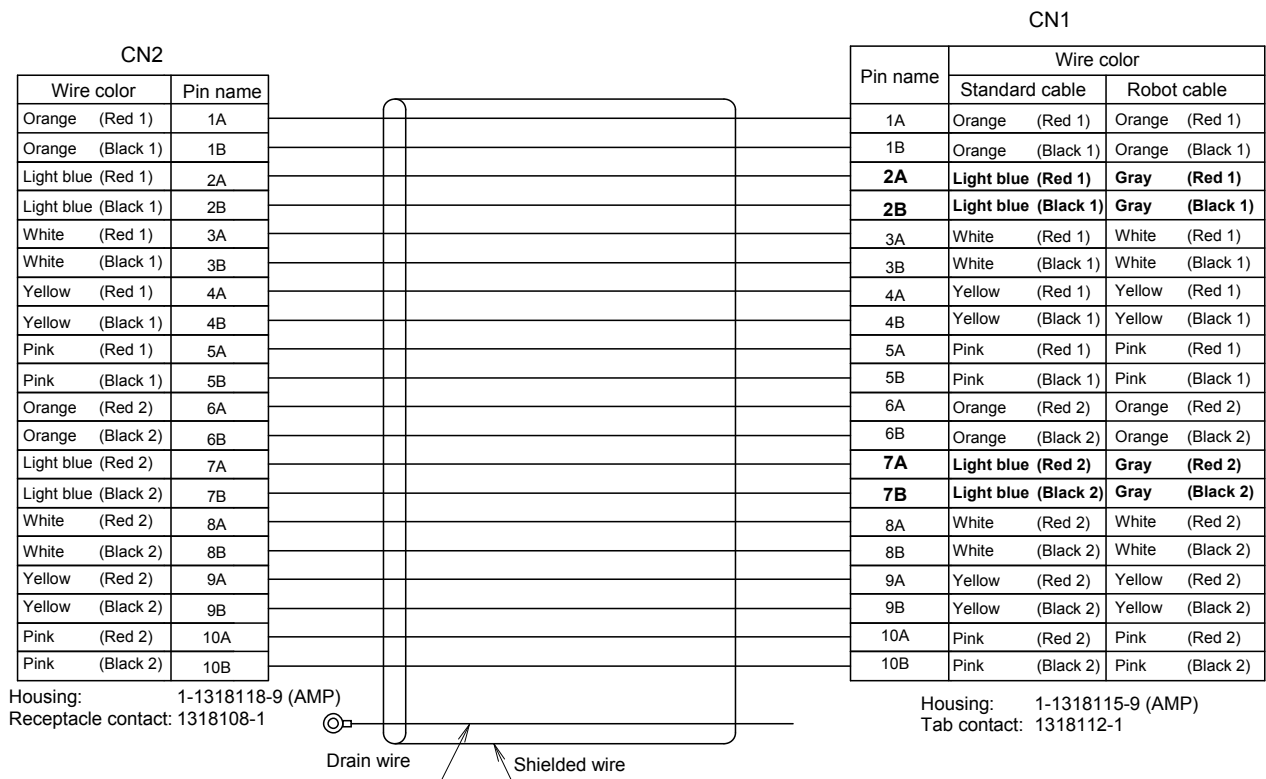 CN2
Wire color Pin name
Orange (Red 1) 1A
Orange (Black 1) 1B
Light blue (Red 1) 2A
Light blue (Black 1) 2B
White (Red 1) 3A
White (Black 1) 3B
Yellow (Red 1) 4A
Yellow (Black 1) 4B
Pink (Red 1) 5A
Pink (Black 1) 5B
Orange (Red 2) 6A
Orange (Black 2) 6B
Light blue (Red 2) 7A
Light blue (Black 2) 7B
White (Red 2) 8A
White (Black 2) 8B
Yellow (Red 2) 9A
Yellow (Black 2) 9B
Pink (Red 2) 10A
Pink (Black 2) 10B
Housing: 1-1318118-9 (AMP)
Receptacle contact: 1318108-1
Drain wire
Shielded wire
CN1
Pin name Wire color
Standard cable Robot cable
1A Orange (Red 1) Orange (Red 1)
1B Orange (Black 1) Orange (Black 1)
2A Light blue (Red 1) Gray (Red 1)
2B Light blue (Black 1) Gray (Black 1)
3A White (Red 1) White (Red 1)
3B White (Black 1) White (Black 1)
4A Yellow (Red 1) Yellow (Red 1)
4B Yellow (Black 1) Yellow (Black 1)
5A Pink (Red 1) Pink (Red 1)
5B Pink (Black 1) Pink (Black 1)
6A Orange (Red 2) Orange (Red 2)
6B Orange (Black 2) Orange (Black 2)
7A Light blue (Red 2) Gray (Red 2)
7B Light blue (Black 2) Gray (Black 2)
8A White (Red 2) White (Red 2)
8B White (Black 2) White (Black 2)
9A Yellow (Red 2) Yellow (Red 2)
9B Yellow (Black 2) Yellow (Black 2)
10A Pink (Red 2) Pink (Red 2)
10B Pink (Black 2) Pink (Black 2)
Housing: 1-1318115-9 (AMP)
Tab contact: 1318112-1